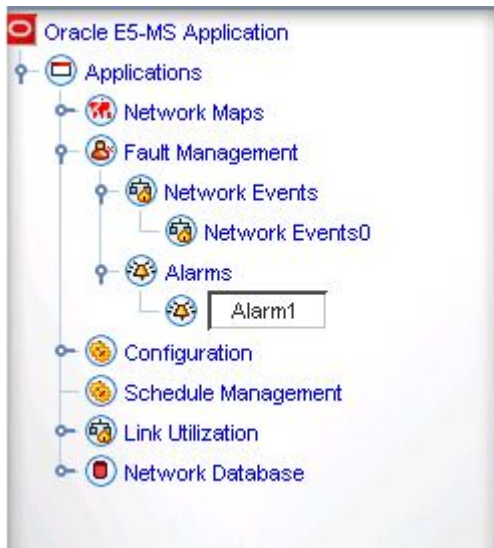 Oracle E5-MS Application
Applications
Network Maps
Fault Management
Network Events
Network Events0
Alarms
Alarm1
Configuration
Schedule Management
Link Utilization
Network Database